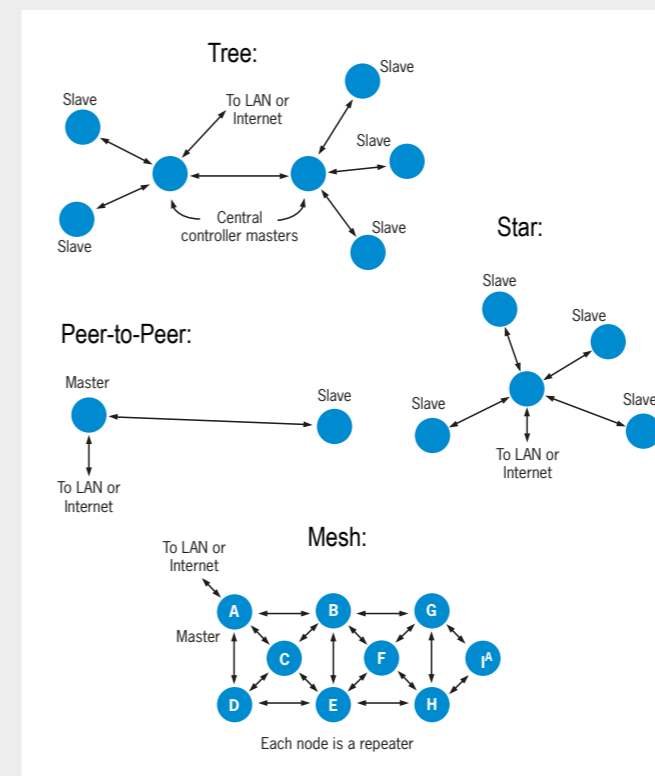 Tree:
Slave
Slave
To LAN or
Internet
Slave
Central
controller masters
Slave
Slave
Star:
Slave
Slave
Slave
Slave
To LAN or
Internet
Peer-to-Peer:
Master
Slave
To LAN or
Internet
Mesh:
To LAN or
Internet
A
B
G
Master
C
F
IA
D
E
H
Each node is a repeater